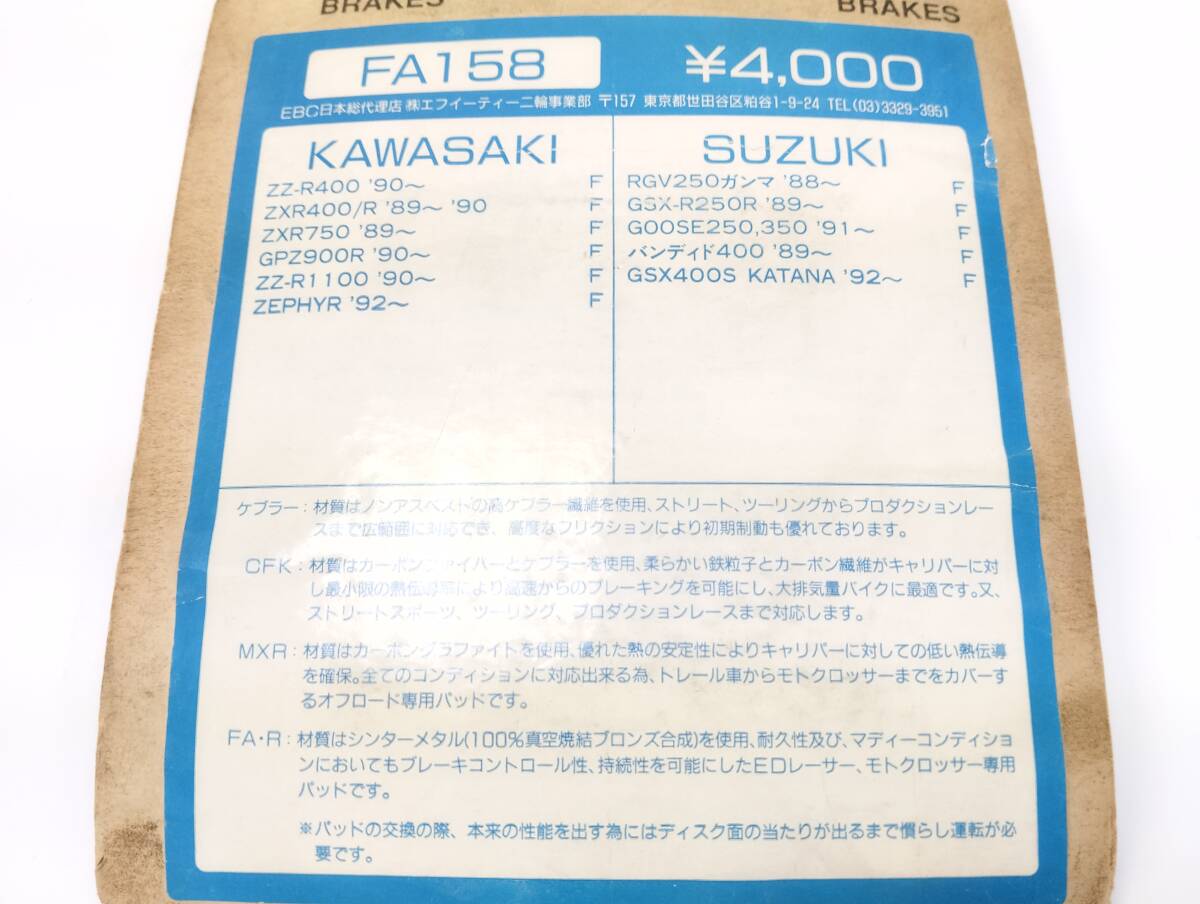 BRAKES BRAKES
FA158 ¥4,000
EBC日本総代理店 ㈱エフイーティー二輪事業部 〒157 東京都世田谷区粕谷1-9-24 TEL(03)3329-3951
KAWASAKI
ZZ-R400 '90〜 F
ZXR400/R '89〜 '90 F
ZXR750 '89〜 F
GPZ900R '90〜 F
ZZ-R1100 '90〜 F
ZEPHYR '92〜 F
SUZUKI
RGV250ガンマ '88〜 F
GSX-R250R '89〜 F
GOOSE250,350 '91〜 F
バンディド400 '89〜 F
GSX400S KATANA '92〜 F
ケブラー：材質はノンアスベストの高ケブラー繊維を使用、ストリート、ツーリングからプロダクションレー
スまで広範囲に対応でき、高度なフリクションにより初期制動も優れております。
CFK：材質はカーボンファイバーとケブラーを使用、柔らかい鉄粒子とカーボン繊維がキャリパーに対
し最小限の熱伝導率により高速からのブレーキングを可能にし、大排気量バイクに最適です。又、
ストリートスポーツ、ツーリング、プロダクションレースまで対応します。
MXR：材質はカーボングラファイトを使用、優れた熱の安定性によりキャリパーに対しての低い熱伝導
を確保。全てのコンディションに対応出来る為、トレール車からモトクロッサーまでをカバーす
るオフロード専用パッドです。
FA・R：材質はシンターメタル(100%真空焼結ブロンズ合成)を使用、耐久性及び、マディーコンディショ
ンにおいてもブレーキコントロール性、持続性を可能にしたEDレーサー、モトクロッサー専用
パッドです。
※パッドの交換の際、本来の性能を出す為にはディスク面の当たりが出るまで慣らし運転が必
要です。